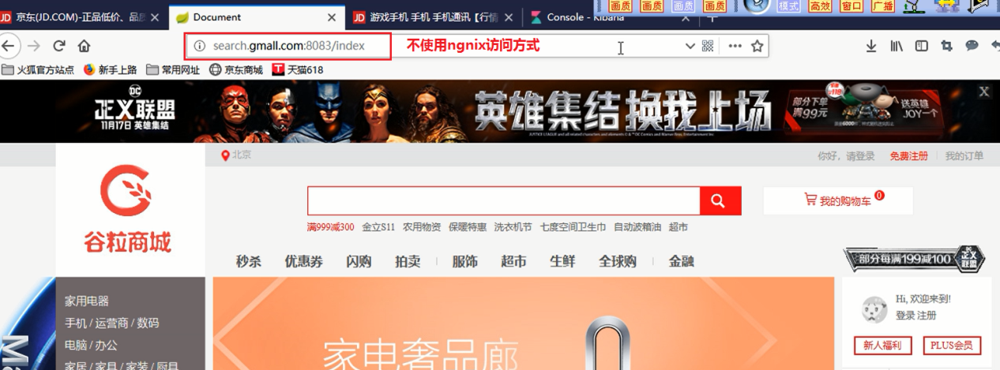 京东(JD.COM)-正品低价、品质
Document
游戏手机 手机 手机通讯【行情
Console - Kibana
画质 画质 画质 画质 模式 高效 窗口 广播
search.gmall.com:8083/index
不使用ngnix访问方式
火狐官方站点 新手上路 常用网址 京东商城 天猫618
DC
正义联盟
11月17日 英雄集结
英雄集结换我上场
部分下单
满99元
送英雄
JOY一个
X
北京
你好，请登录 免费注册 我的订单
谷粒商城
我的购物车 0
满999减300 金立S11 农用物资 保暖特惠 洗衣机节 七度空间卫生巾 自动波箱油 超市
秒杀 优惠券 闪购 拍卖 服饰 超市 生鲜 全球购 金融
部分每满199减100 正义联盟
家用电器
手机 / 运营商 / 数码
电脑 / 办公
家居 / 家具 / 家装 / 厨具
家电奢品廊
Hi, 欢迎来到!
登录 注册
新人福利 PLUS会员